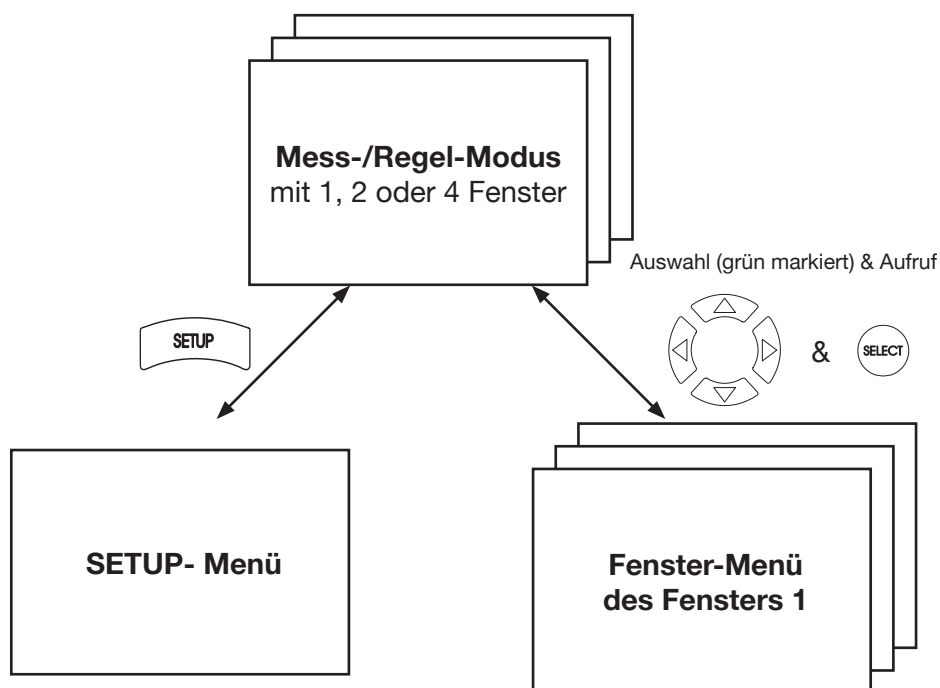 Mess-/Regel-Modus
mit 1, 2 oder 4 Fenster
Auswahl (grün markiert) & Aufruf
SETUP
&
SELECT
SETUP- Menü
Fenster-Menü
des Fensters 1